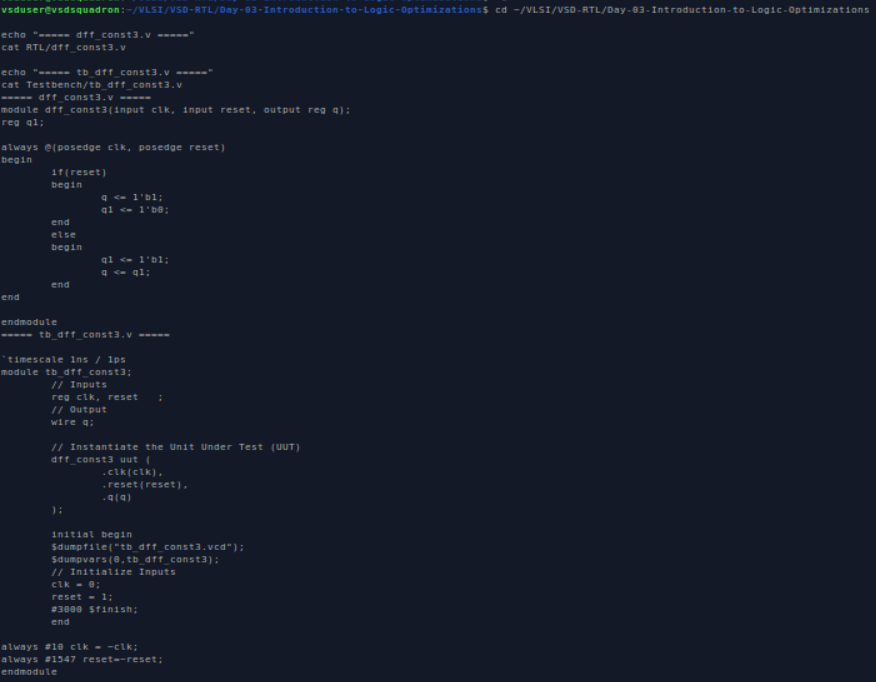 vsduser@vsdsquadron:~/VLSI/VSD-RTL/Day-03-Introduction-to-Logic-Optimizations$ cd ~/VLSI/VSD-RTL/Day-03-Introduction-to-Logic-Optimizations
echo "===== dff_const3.v ====="
cat RTL/dff_const3.v
echo "===== tb_dff_const3.v ====="
cat Testbench/tb_dff_const3.v
===== dff_const3.v =====
module dff_const3(input clk, input reset, output reg q);
reg q1;
always @(posedge clk, posedge reset)
begin
if(reset)
begin
q <= 1'b1;
q1 <= 1'b0;
end
else
begin
q1 <= 1'b1;
q <= q1;
end
end
endmodule
===== tb_dff_const3.v =====
`timescale 1ns / 1ps
module tb_dff_const3;
// Inputs
reg clk, reset ;
// Output
wire q;
// Instantiate the Unit Under Test (UUT)
dff_const3 uut (
.clk(clk),
.reset(reset),
.q(q)
);
initial begin
$dumpfile("tb_dff_const3.vcd");
$dumpvars(0,tb_dff_const3);
// Initialize Inputs
clk = 0;
reset = 1;
#3000 $finish;
end
always #10 clk = ~clk;
always #1547 reset=~reset;
endmodule